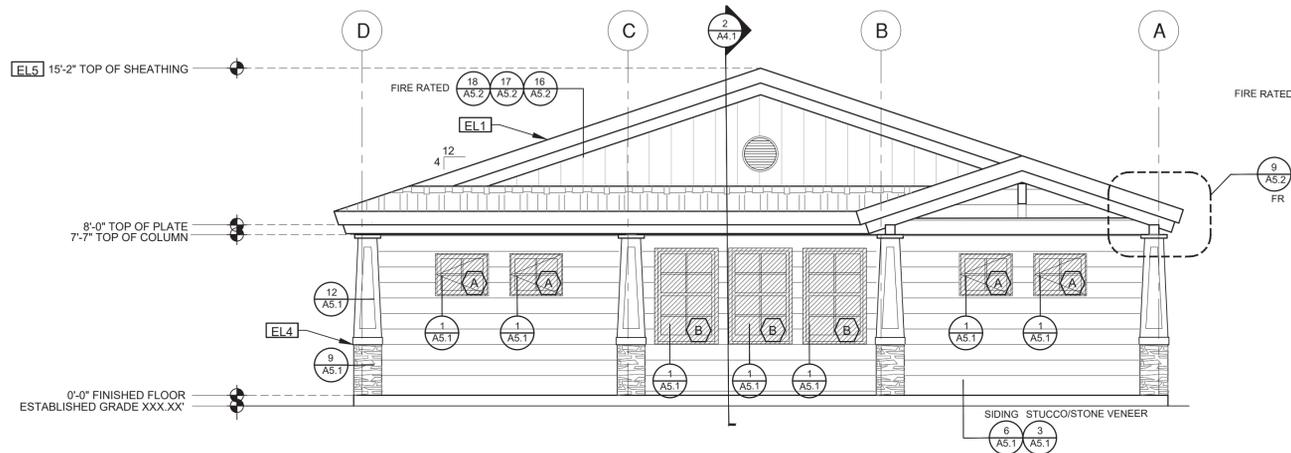 D
C
2
A4.1
B
A
EL5 15'-2" TOP OF SHEATHING
FIRE RATED
18
A5.2
17
A5.2
16
A5.2
FIRE RATED
EL1
12
4
9
A5.2
FR
8'-0" TOP OF PLATE
7'-7" TOP OF COLUMN
A
A
A
A
12
A5.1
EL4
B
B
B
1
A5.1
1
A5.1
1
A5.1
1
A5.1
9
A5.1
1
A5.1
1
A5.1
1
A5.1
0'-0" FINISHED FLOOR
ESTABLISHED GRADE XXX.XX'
SIDING STUCCO/STONE VENEER
6
A5.1
3
A5.1